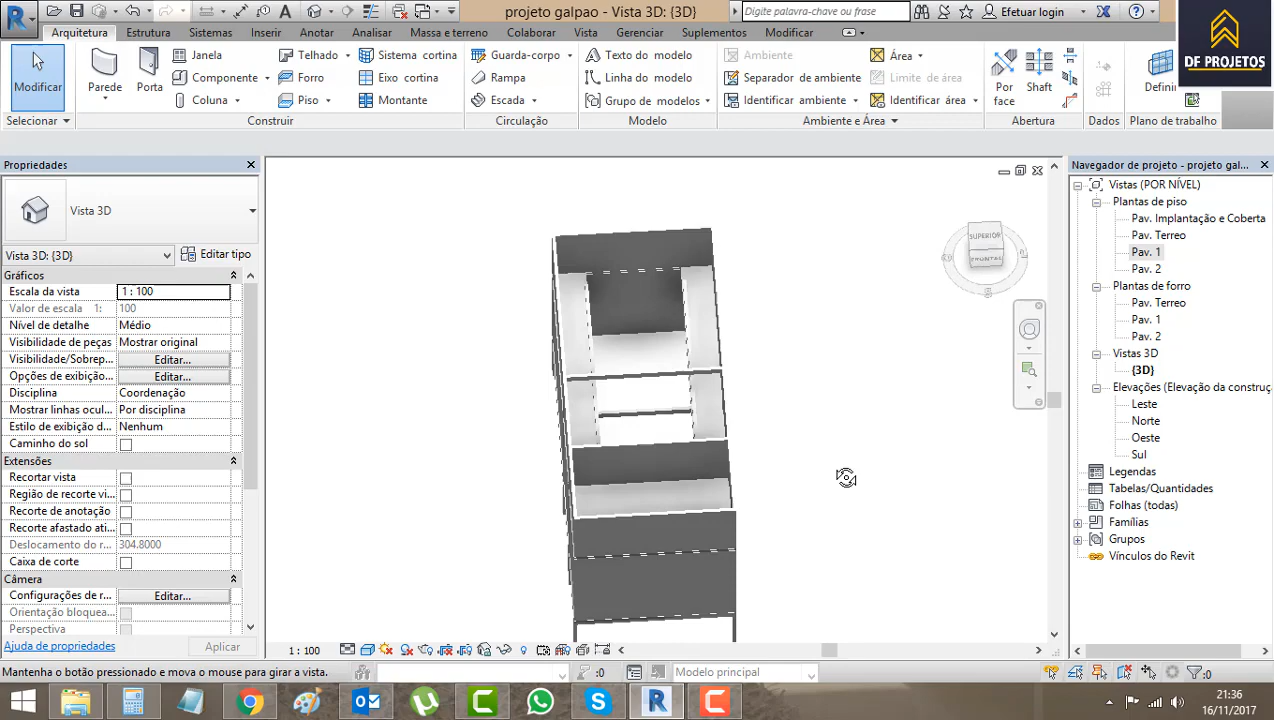 projeto galpao - Vista 3D: {3D}
Digite palavra-chave ou frase
Efetuar login
Arquitetura Estrutura Sistemas Inserir Anotar Analisar Massa e terreno Colaborar Vista Gerenciar Suplementos Modificar
DF PROJETOS
Modificar
Parede
Porta
Janela
Componente
Coluna
Telhado
Forro
Piso
Sistema cortina
Eixo cortina
Montante
Guarda-corpo
Rampa
Escada
Texto do modelo
Linha do modelo
Grupo de modelos
Ambiente
Separador de ambiente
Identificar ambiente
Área
Limite de área
Identificar área
Por face
Shaft
Defini
Selecionar
Construir
Circulação
Modelo
Ambiente e Área
Abertura
Dados
Plano de trabalho
Propriedades
Vista 3D
Vista 3D: {3D}
Editar tipo
Gráficos
Escala da vista 1 : 100
Valor de escala 1: 100
Nível de detalhe Médio
Visibilidade de peças Mostrar original
Visibilidade/Sobrep... Editar...
Opções de exibição... Editar...
Disciplina Coordenação
Mostrar linhas ocul... Por disciplina
Estilo de exibição d... Nenhum
Caminho do sol
Extensões
Recortar vista
Região de recorte vi...
Recorte de anotação
Recorte afastado ati...
Deslocamento do r... 304.8000
Caixa de corte
Câmera
Configurações de r... Editar...
Orientação bloquea...
Perspectiva
Ajuda de propriedades
Aplicar
SUPERIOR
FRONTAL
Navegador de projeto - projeto gal...
Vistas (POR NÍVEL)
Plantas de piso
Pav. Implantação e Coberta
Pav. Terreo
Pav. 1
Pav. 2
Plantas de forro
Pav. Terreo
Pav. 1
Pav. 2
Vistas 3D
{3D}
Elevações (Elevação da construç
Leste
Norte
Oeste
Sul
Legendas
Tabelas/Quantidades
Folhas (todas)
Famílias
Grupos
Vínculos do Revit
1 : 100
Mantenha o botão pressionado e mova o mouse para girar a vista.
:0
Modelo principal
:0
21:36
16/11/2017